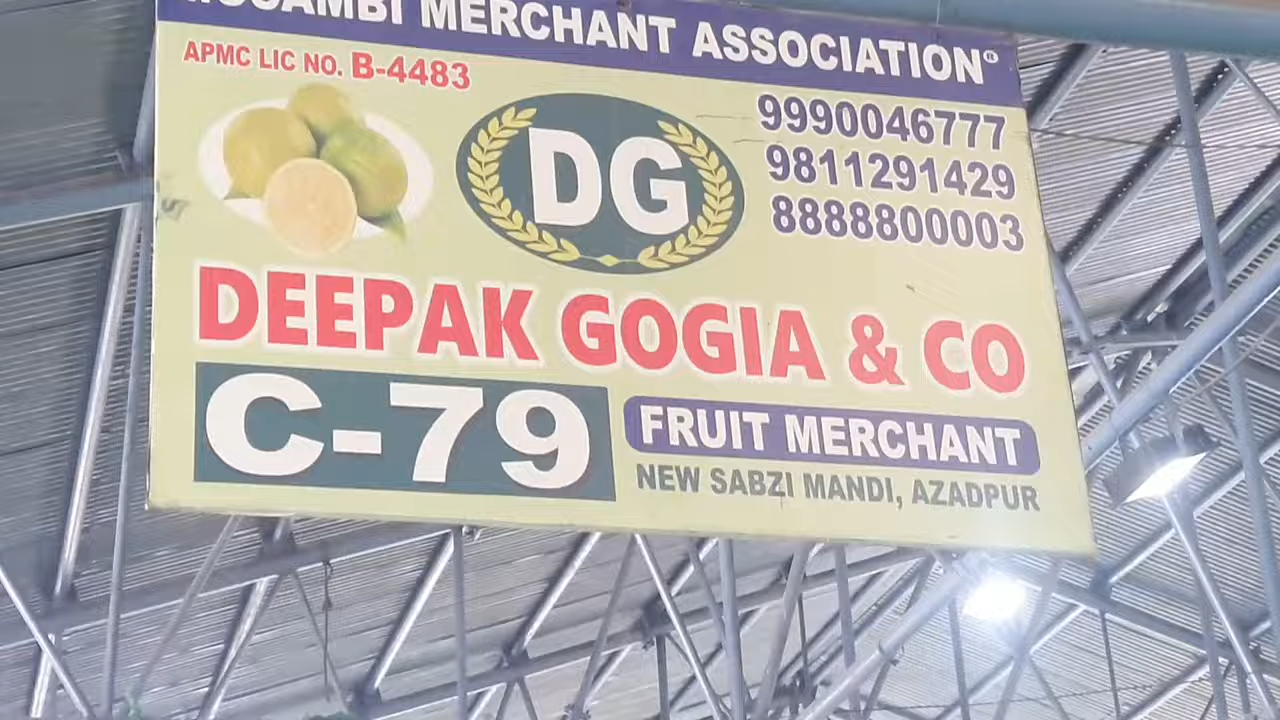 MERCHANT ASSOCIATION®
APMC LIC NO. B-4483
DG
9990046777
9811291429
8888800003
DEEPAK GOGIA & CO
C-79
FRUIT MERCHANT
NEW SABZI MANDI, AZADPUR